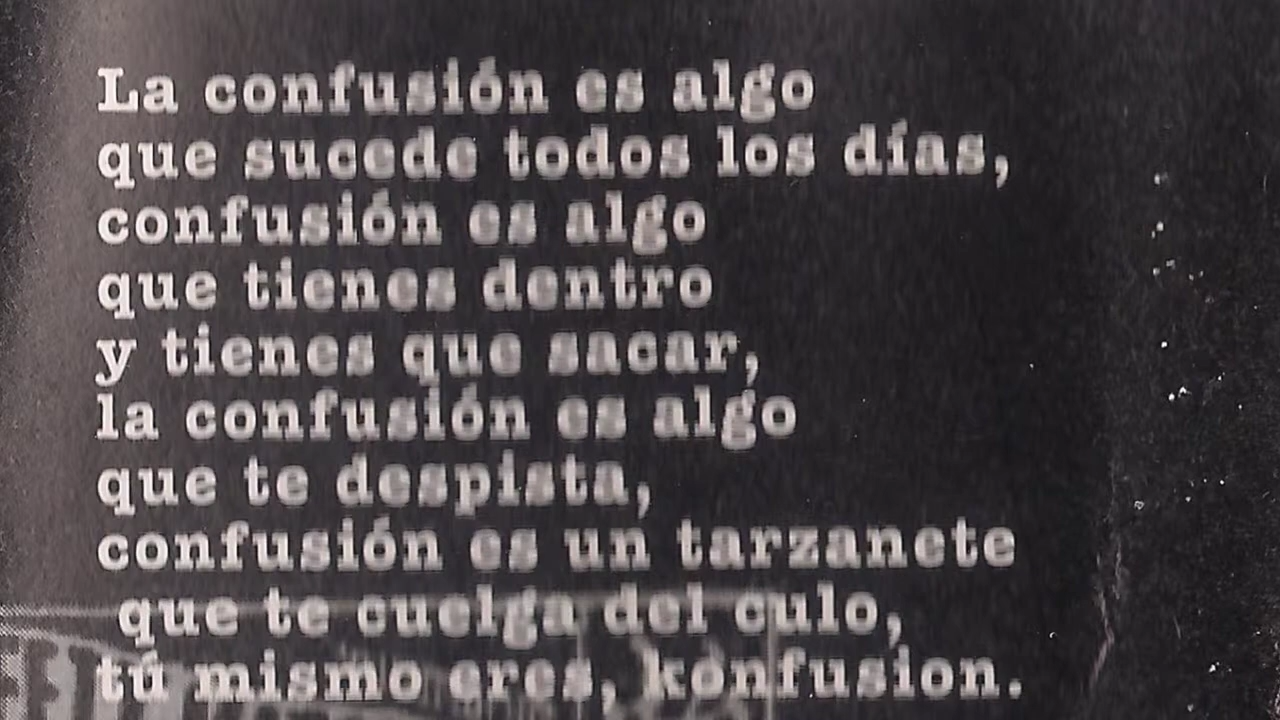 La confusión es algo
que sucede todos los días,
confusión es algo
que tienes dentro
y tienes que sacar,
la confusión es algo
que te despista,
confusión es un tarzanete
que te cuelga del culo,
tú mismo eres, konfusion.